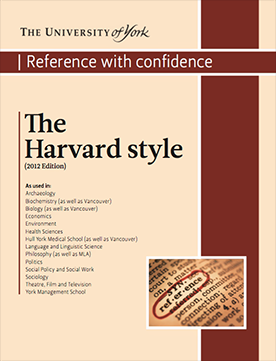 THE UNIVERSITY of York
| Reference with confidence
The
Harvard style
(2012 Edition)
As used in:
Archaeology
Biochemistry (as well as Vancouver)
Biology (as well as Vancouver)
Economics
Environment
Health Sciences
Hull York Medical School (as well as Vancouver)
Language and Linguistic Science
Philosophy (as well as MLA)
Politics
Social Policy and Social Work
Sociology
Theatre, Film and Television
York Management School
ref·er·ence
person, committee